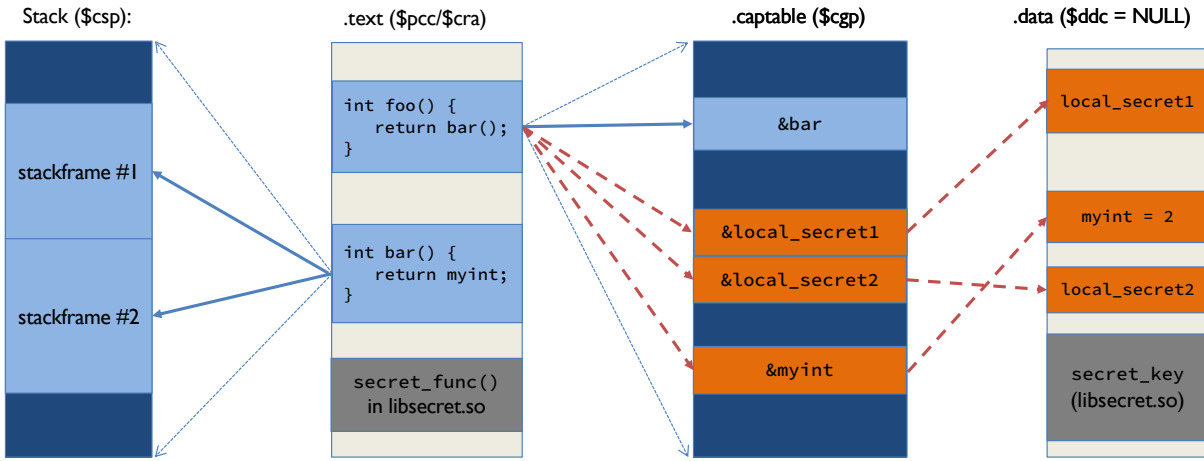 Stack ($csp):
.text ($pcc/$cra)
.captable ($cgp)
.data ($ddc = NULL)
stackframe #1
stackframe #2
int foo() {
return bar();
}
int bar() {
return myint;
}
secret_func()
in libsecret.so
&bar
&local_secret1
&local_secret2
&myint
local_secret1
myint = 2
local_secret2
secret_key
(libsecret.so)